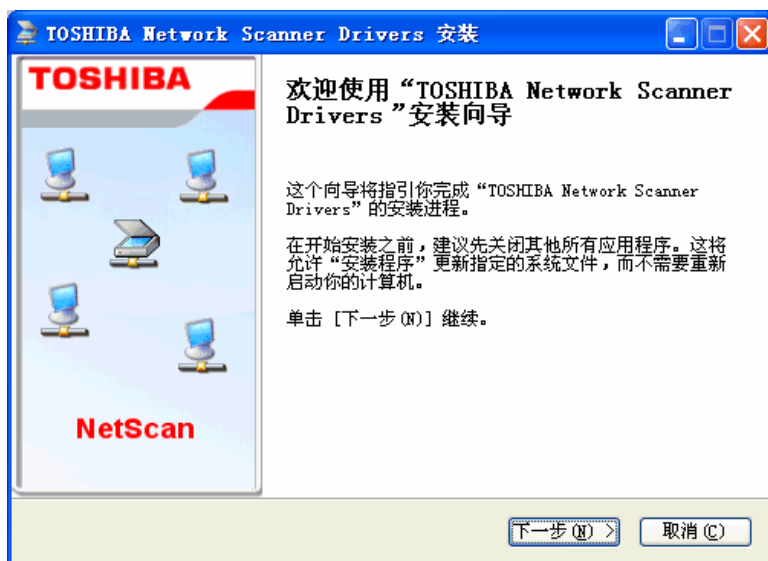 TOSHIBA Network Scanner Drivers 安装
TOSHIBA
NetScan
欢迎使用“TOSHIBA Network Scanner
Drivers ”安装向导
这个向导将指引你完成“TOSHIBA Network Scanner
Drivers”的安装进程。
在开始安装之前，建议先关闭其他所有应用程序。这将
允许“安装程序”更新指定的系统文件，而不需要重新
启动你的计算机。
单击 [下一步(N)] 继续。
下一步(N) >
取消(C)